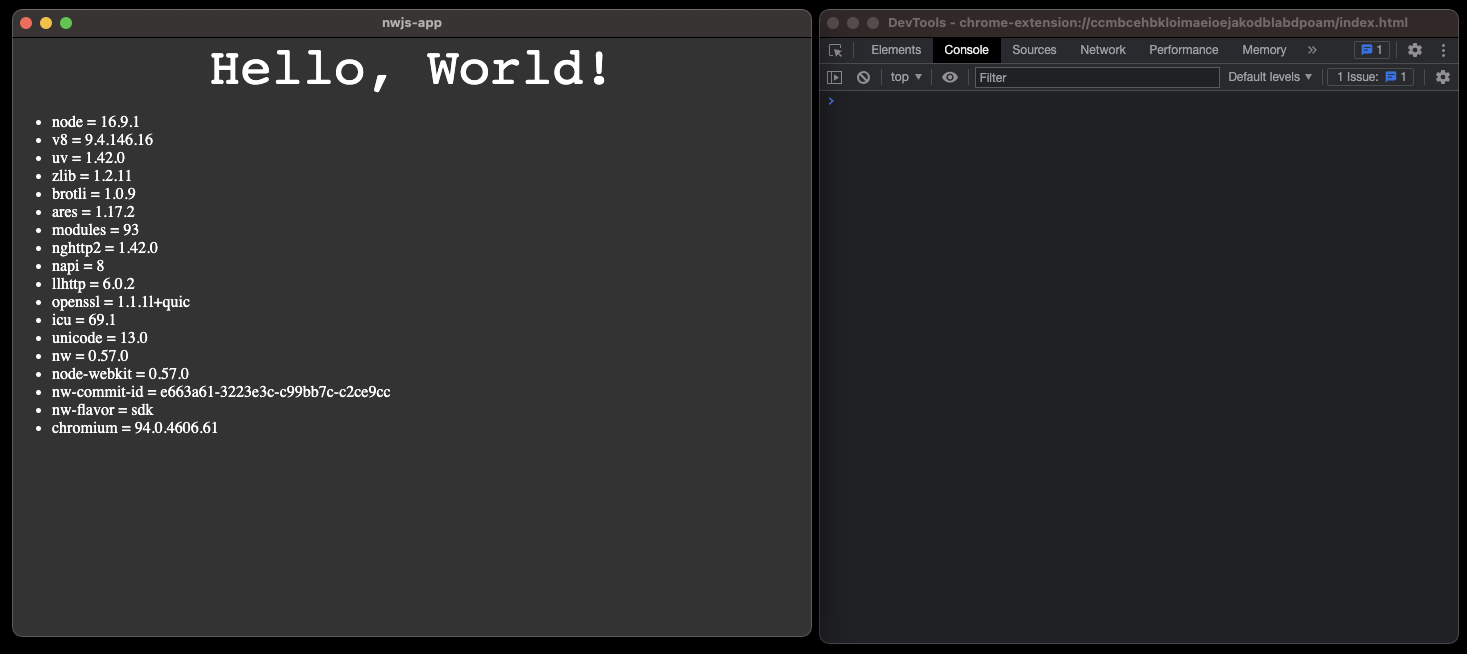 nwjs-app
Hello, World!
node = 16.9.1
v8 = 9.4.146.16
uv = 1.42.0
zlib = 1.2.11
brotli = 1.0.9
ares = 1.17.2
modules = 93
nghttp2 = 1.42.0
napi = 8
llhttp = 6.0.2
openssl = 1.1.1l+quic
icu = 69.1
unicode = 13.0
nw = 0.57.0
node-webkit = 0.57.0
nw-commit-id = e663a61-3223e3c-c99bb7c-c2ce9cc
nw-flavor = sdk
chromium = 94.0.4606.61
DevTools - chrome-extension://ccmbcehbkloimaeioejakodblabdpoam/index.html
Elements Console Sources Network Performance Memory » 1
top Filter Default levels 1 Issue: 1